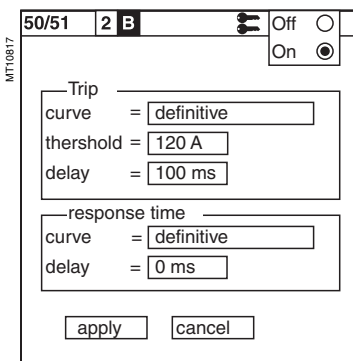 50/51 2 B Off
On
MT10817
Trip
curve = definitive
thershold = 120 A
delay = 100 ms
response time
curve = definitive
delay = 0 ms
apply cancel